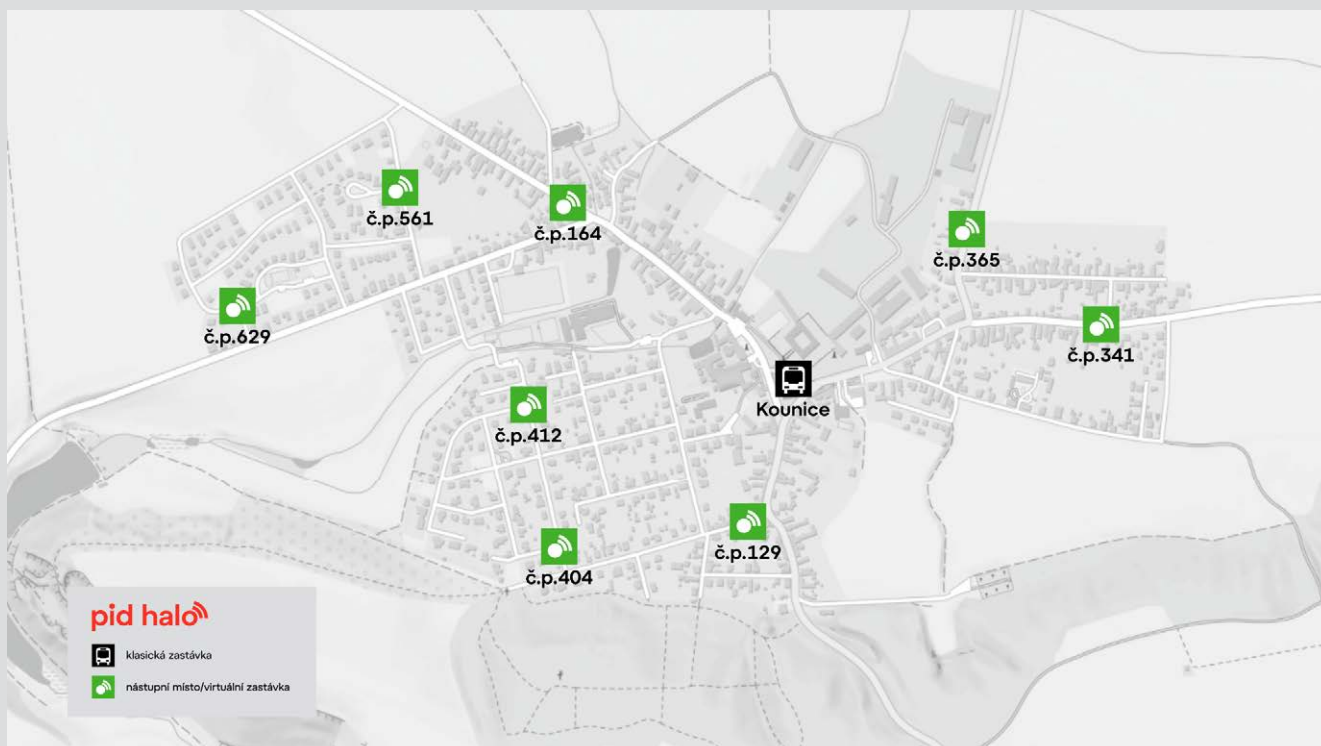 č.p.561
č.p.164
č.p.365
č.p.629
č.p.341
Kounice
č.p.412
č.p.129
č.p.404
pid halo
klasická zastávka
nástupní místo/virtuální zastávka